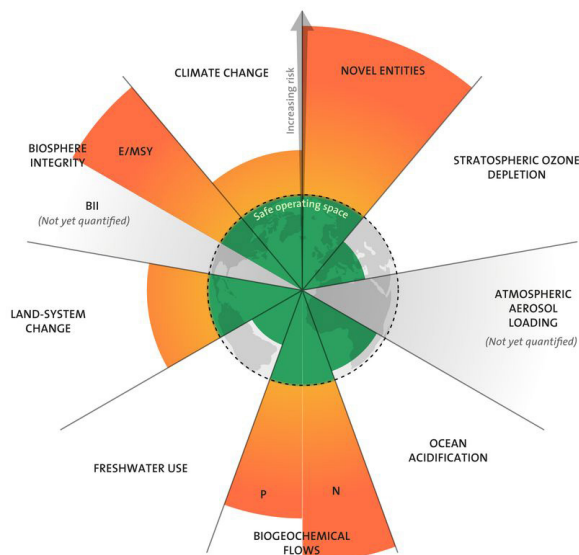 CLIMATE CHANGE
Increasing risk
NOVEL ENTITIES
BIOSPHERE
INTEGRITY
E/MSY
BII
(Not yet quantified)
STRATOSPHERIC OZONE
DEPLETION
Safe operating space
LAND-SYSTEM
CHANGE
ATMOSPHERIC
AEROSOL
LOADING
(Not yet quantified)
FRESHWATER USE
OCEAN
ACIDIFICATION
P
N
BIOGEOCHEMICAL
FLOWS